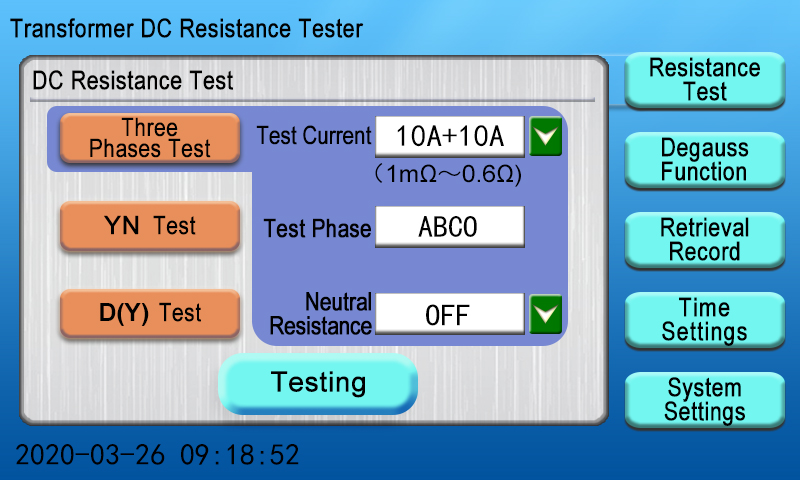 Transformer DC Resistance Tester
DC Resistance Test
Three
Phases Test
Test Current
10A+10A
(1mΩ～0.6Ω)
YN Test
Test Phase
ABCO
D(Y) Test
Neutral
Resistance
OFF
Testing
Resistance
Test
Degauss
Function
Retrieval
Record
Time
Settings
System
Settings
2020-03-26 09:18:52